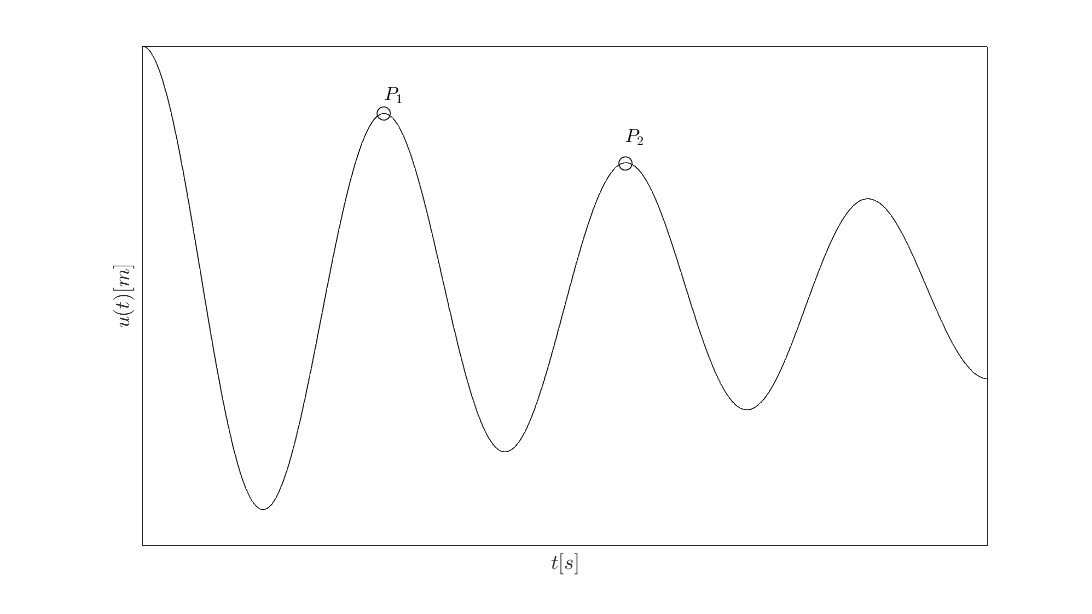 P₁
P₂
u(t)[m]
t[s]